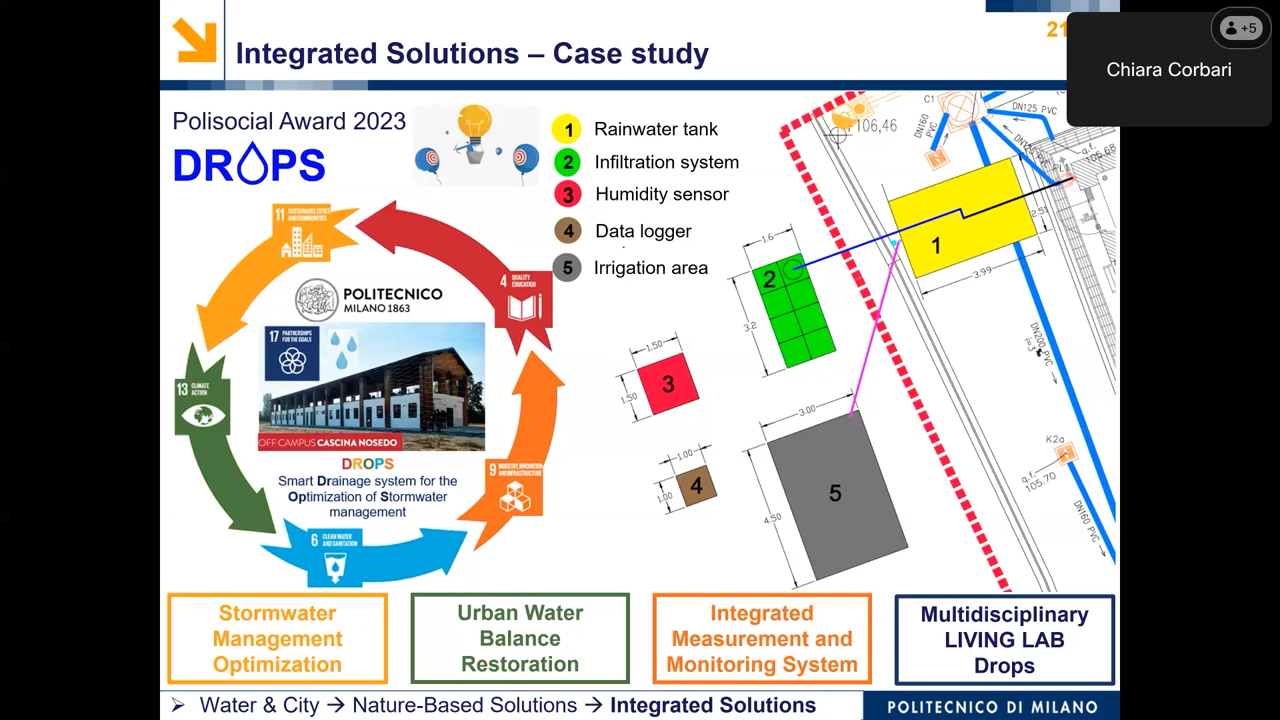 Integrated Solutions – Case study
21
+5
Chiara Corbari
Polisocial Award 2023
DROPS
1 Rainwater tank
2 Infiltration system
3 Humidity sensor
4 Data logger
5 Irrigation area
11 SUSTAINABLE CITIES
AND COMMUNITIES
4 QUALITY
EDUCATION
POLITECNICO
MILANO 1863
17 PARTNERSHIPS
FOR THE GOALS
13 CLIMATE
ACTION
OFF CAMPUS CASCINA NOSEDO
DROPS
Smart Drainage system for the
Optimization of Stormwater
management
9 INDUSTRY, INNOVATION
AND INFRASTRUCTURE
6 CLEAN WATER
AND SANITATION
106,46
C1
DN160
PVC
DN125 PVC
PL1
q.f.
105.68
1
2.51
3.99
1.6
2
3.2
1.50
3
1.50
1.00
4
1.00
3.00
5
4.50
DN200 PVC
K2a
q.f.
105.70
DN160 PVC
Stormwater
Management
Optimization
Urban Water
Balance
Restoration
Integrated
Measurement and
Monitoring System
Multidisciplinary
LIVING LAB
Drops
➢ Water & City → Nature-Based Solutions → Integrated Solutions
POLITECNICO DI MILANO